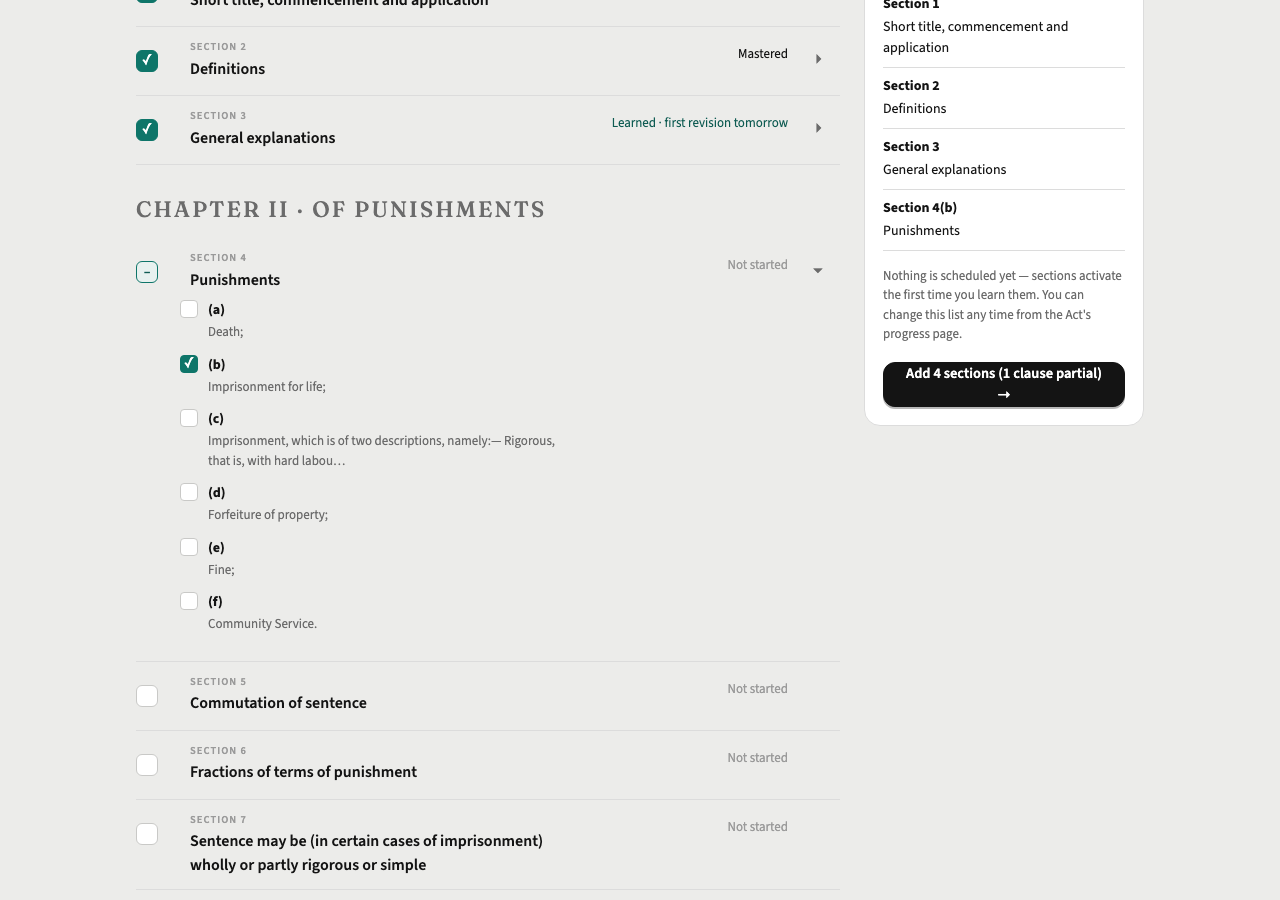 Short title, commencement and application
SECTION 2
Definitions
Mastered
SECTION 3
General explanations
Learned · first revision tomorrow
CHAPTER II · OF PUNISHMENTS
SECTION 4
Punishments
Not started
(a)
Death;
(b)
Imprisonment for life;
(c)
Imprisonment, which is of two descriptions, namely:— Rigorous,
that is, with hard labou…
(d)
Forfeiture of property;
(e)
Fine;
(f)
Community Service.
SECTION 5
Commutation of sentence
Not started
SECTION 6
Fractions of terms of punishment
Not started
SECTION 7
Sentence may be (in certain cases of imprisonment)
wholly or partly rigorous or simple
Not started
Section 1
Short title, commencement and
application
Section 2
Definitions
Section 3
General explanations
Section 4(b)
Punishments
Nothing is scheduled yet — sections activate
the first time you learn them. You can
change this list any time from the Act's
progress page.
Add 4 sections (1 clause partial)
→